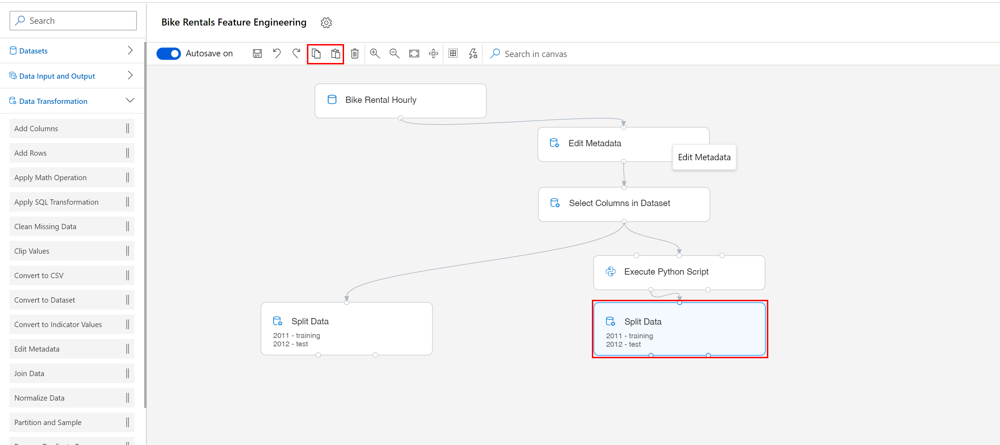 Search
Bike Rentals Feature Engineering
Datasets
Data Input and Output
Data Transformation
Add Columns
Add Rows
Apply Math Operation
Apply SQL Transformation
Clean Missing Data
Clip Values
Convert to CSV
Convert to Dataset
Convert to Indicator Values
Edit Metadata
Join Data
Normalize Data
Partition and Sample
Autosave on
Search in canvas
Bike Rental Hourly
Edit Metadata
Edit Metadata
Select Columns in Dataset
Execute Python Script
Split Data
2011 - training
2012 - test
Split Data
2011 - training
2012 - test